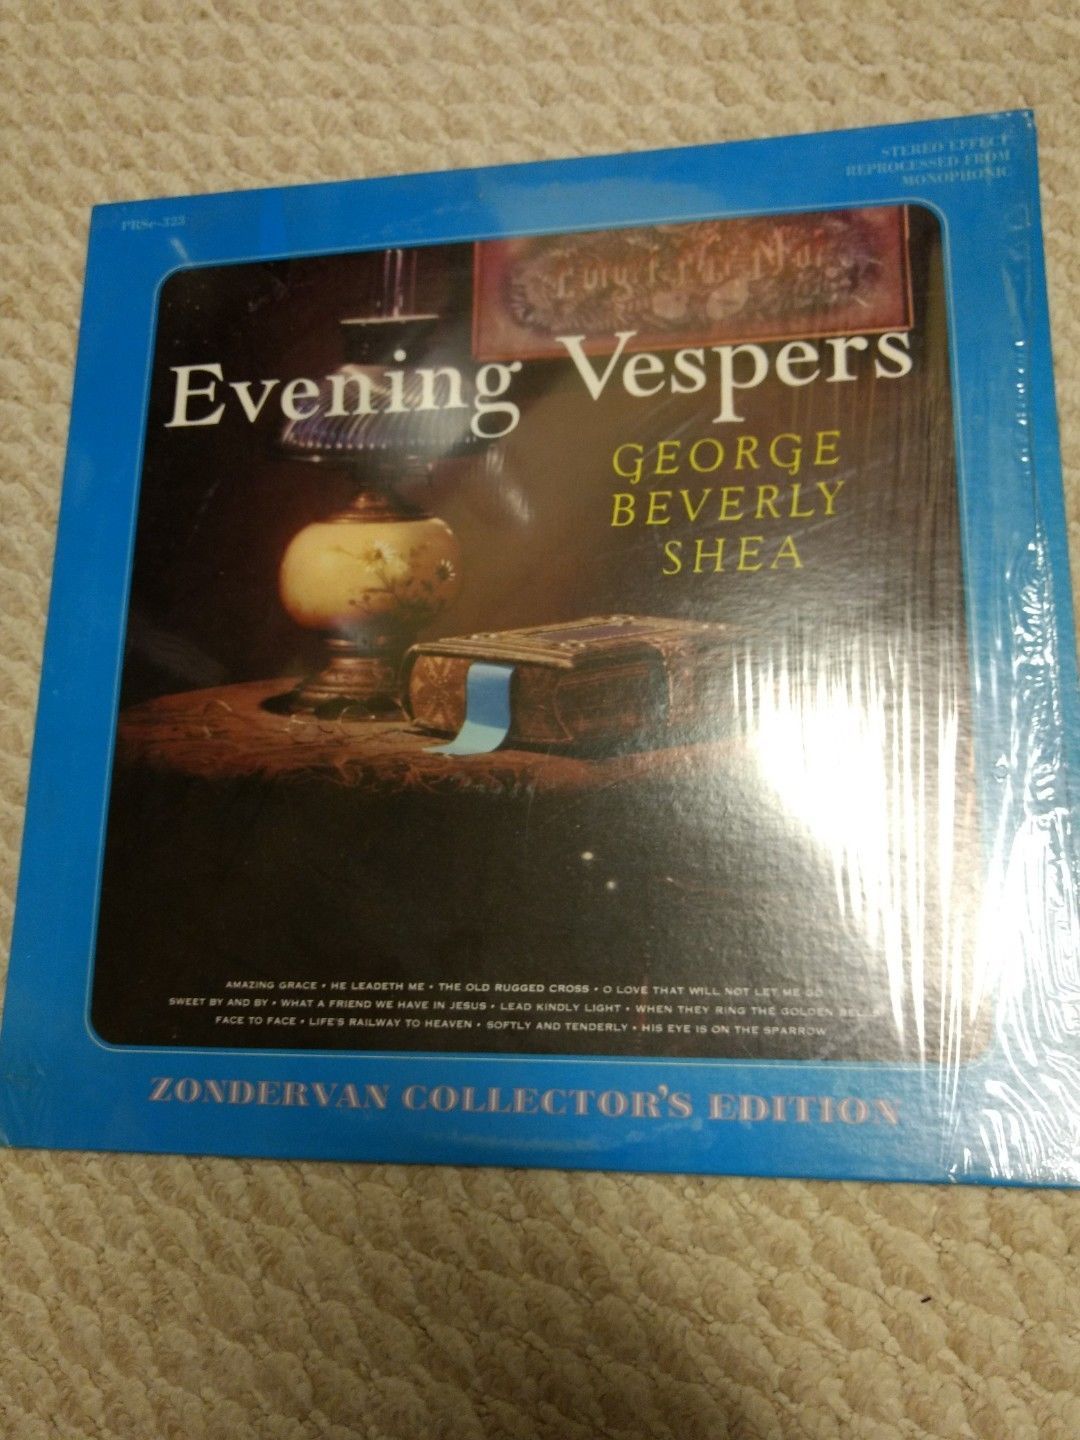 PRSe-323
STEREO EFFECT
REPROCESSED FROM
MONOPHONIC
Evening Vespers
GEORGE
BEVERLY
SHEA
AMAZING GRACE • HE LEADETH ME • THE OLD RUGGED CROSS • O LOVE THAT WILL NOT LET ME GO
SWEET BY AND BY • WHAT A FRIEND WE HAVE IN JESUS • LEAD KINDLY LIGHT • WHEN THEY RING THE GOLDEN BELLS
FACE TO FACE • LIFE'S RAILWAY TO HEAVEN • SOFTLY AND TENDERLY • HIS EYE IS ON THE SPARROW
ZONDERVAN COLLECTOR'S EDITION